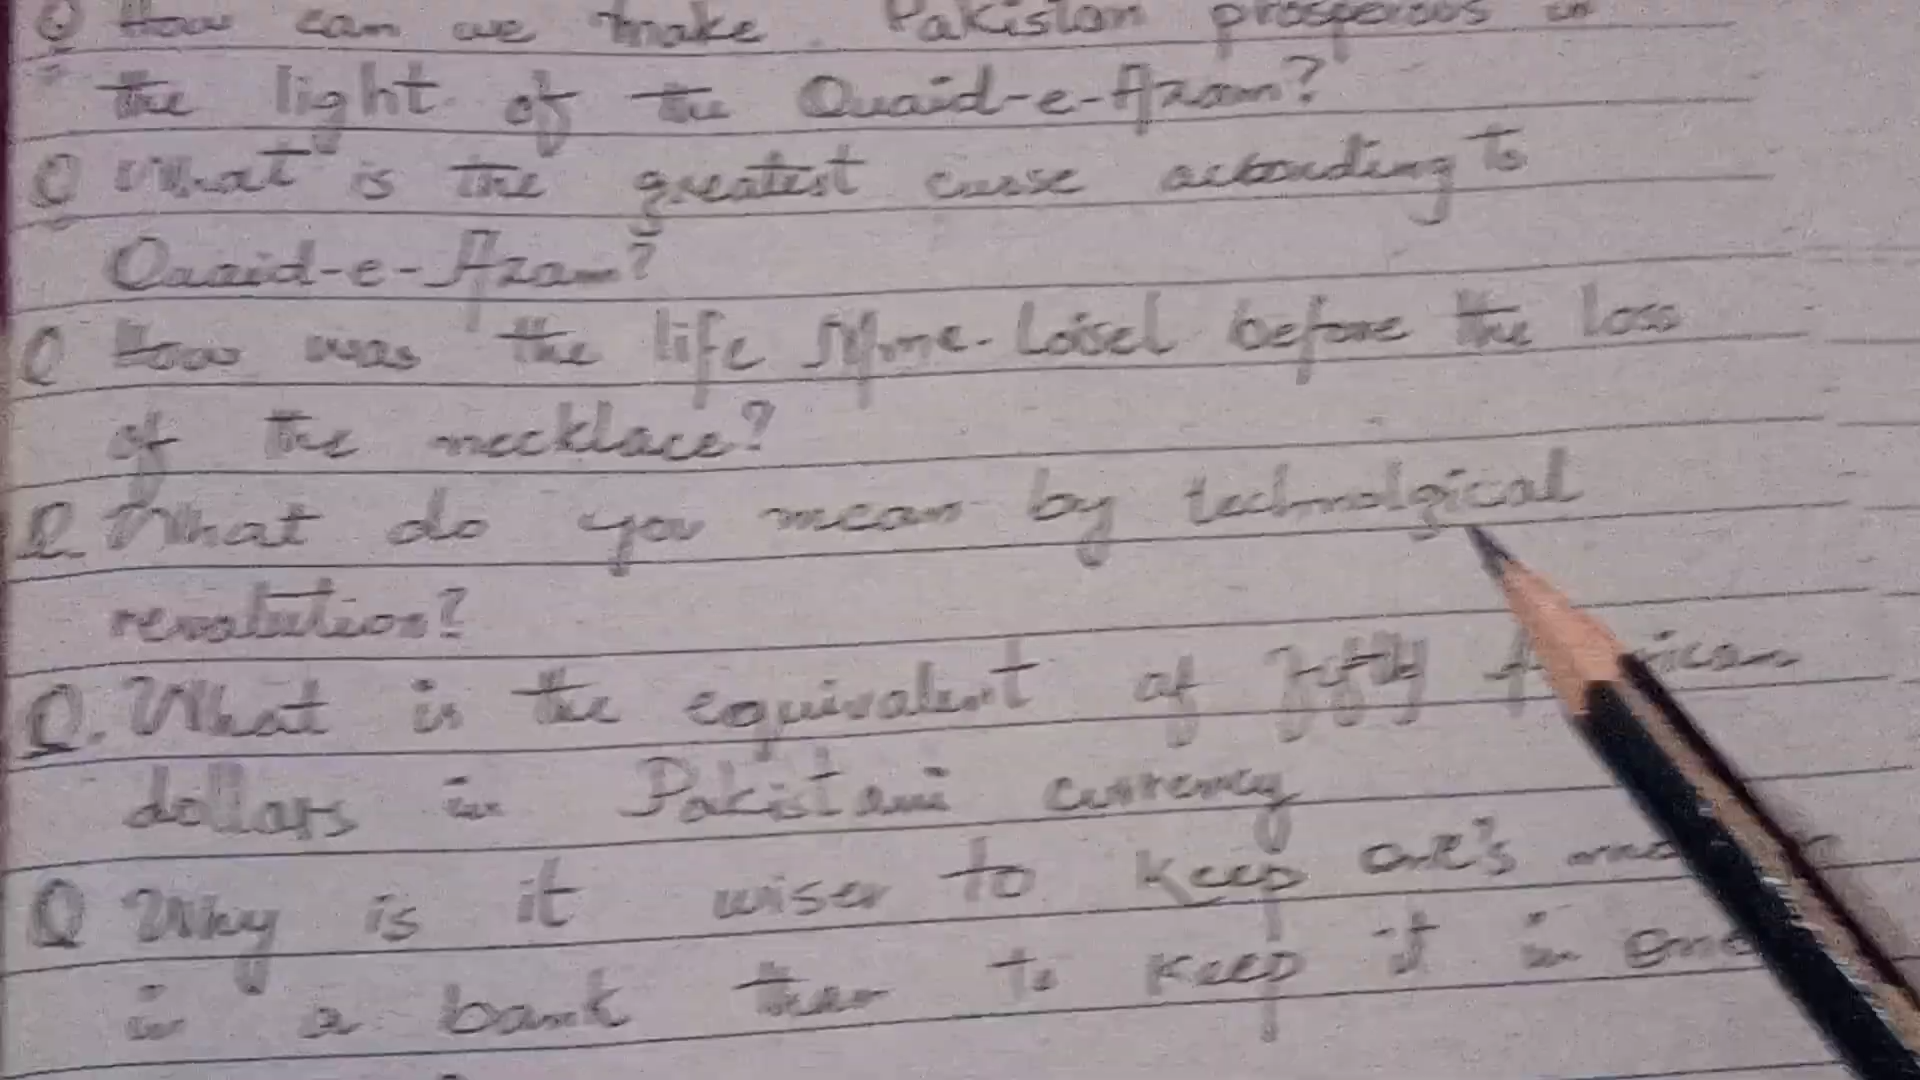 Q How can we make Pakistan prosperous in
the light of the Quaid-e-Azam?
Q What is the greatest curse according to
Quaid-e-Azam?
Q How was the life Mme. Loisel before the loss
of the necklace?
Q. What do you mean by technolgical
revolution?
Q. What is the equivalent of
dollars in Pakistani currency
Q Why is it wiser to keep one's
in a bank than to keep it in